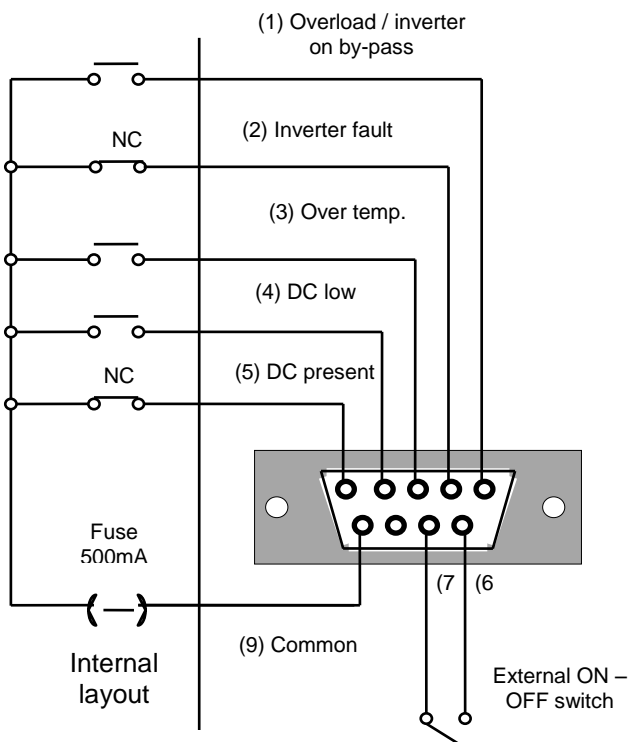 (1) Overload / inverter
on by-pass
NC
(2) Inverter fault
(3) Over temp.
(4) DC low
NC
(5) DC present
Fuse
500mA
(7
(6
(9) Common
Internal
layout
External ON –
OFF switch